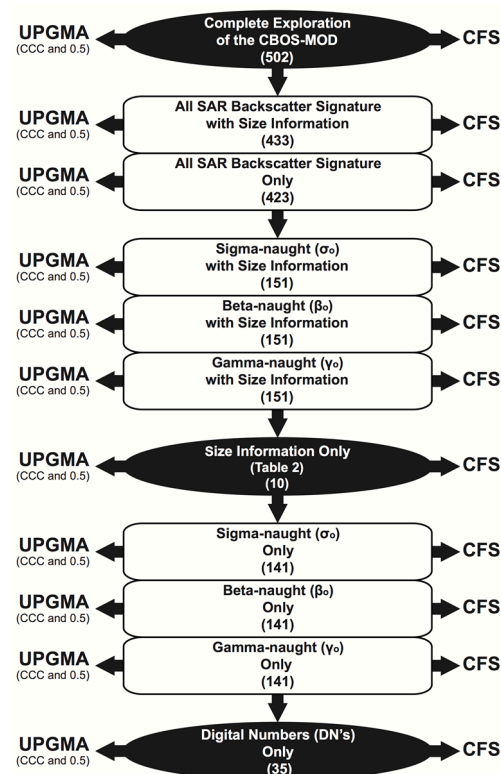 Complete Exploration
of the CBOS-MOD
(502)
UPGMA
(CCC and 0.5)
CFS
All SAR Backscatter Signature
with Size Information
(433)
UPGMA
(CCC and 0.5)
CFS
All SAR Backscatter Signature
Only
(423)
UPGMA
(CCC and 0.5)
CFS
Sigma-naught (σₒ)
with Size Information
(151)
UPGMA
(CCC and 0.5)
CFS
Beta-naught (βₒ)
with Size Information
(151)
UPGMA
(CCC and 0.5)
CFS
Gamma-naught (γₒ)
with Size Information
(151)
UPGMA
(CCC and 0.5)
CFS
Size Information Only
(Table 2)
(10)
UPGMA
(CCC and 0.5)
CFS
Sigma-naught (σₒ)
Only
(141)
UPGMA
(CCC and 0.5)
CFS
Beta-naught (βₒ)
Only
(141)
UPGMA
(CCC and 0.5)
CFS
Gamma-naught (γₒ)
Only
(141)
UPGMA
(CCC and 0.5)
CFS
Digital Numbers (DN's)
Only
(35)
UPGMA
(CCC and 0.5)
CFS